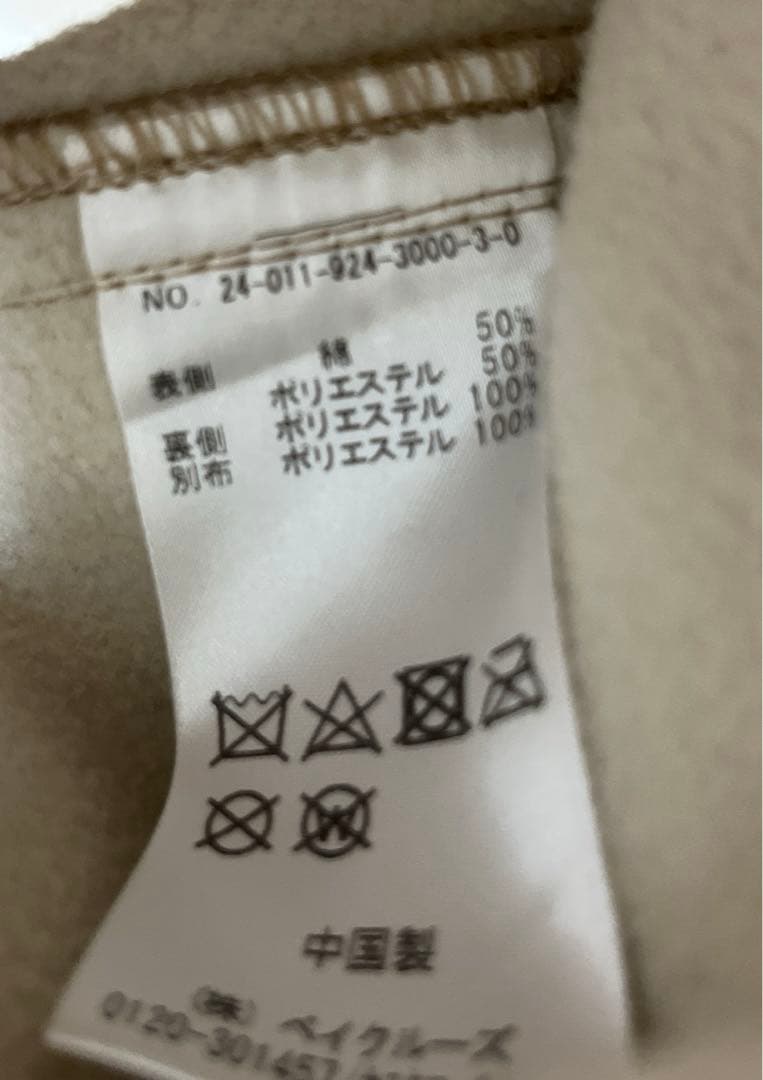 NO. 24-011-924-3000-3-0
表側 綿 50%
ポリエステル 50%
裏側 ポリエステル 100%
別布 ポリエステル 100%
中国製
(株) ベイクルーズ
0120-301457